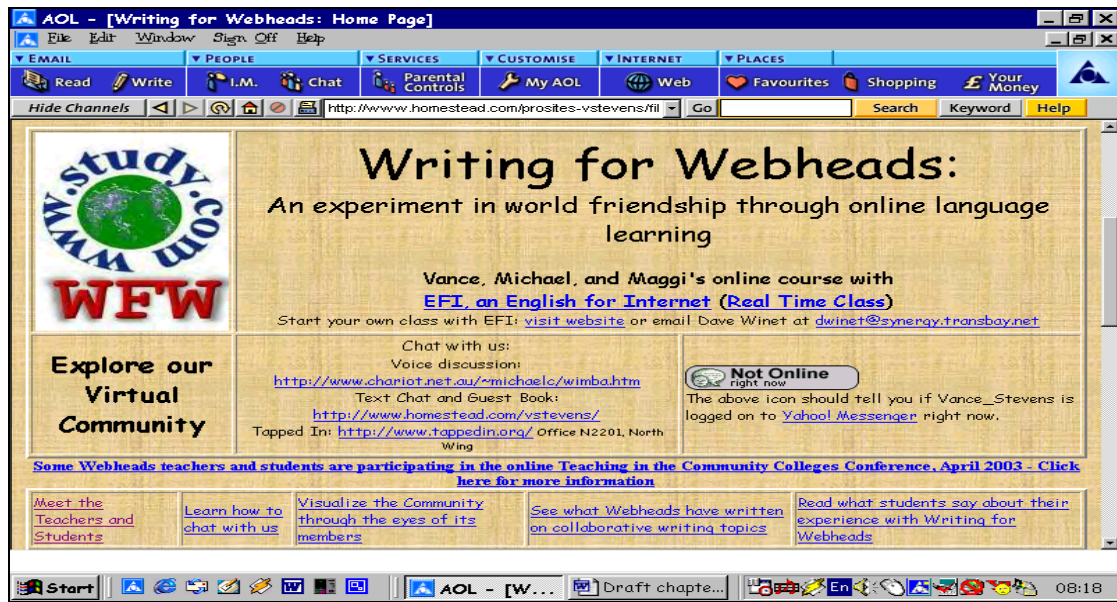 AOL - [Writing for Webheads: Home Page]
File Edit Window Sign Off Help
EMAIL PEOPLE SERVICES CUSTOMISE INTERNET PLACES
Read Write I.M. Chat Parental Controls My AOL Web Favourites Shopping Your Money
Hide Channels http://www.homestead.com/prosites-vstevens/fil Go Search Keyword Help
www.study.com
WFW
Writing for Webheads:
An experiment in world friendship through online language
learning
Vance, Michael, and Maggi's online course with
EFI, an English for Internet (Real Time Class)
Start your own class with EFI: visit website or email Dave Winet at dwinet@synergy.transbay.net
Explore our
Virtual
Community
Chat with us:
Voice discussion:
http://www.chariot.net.au/~michaelc/wimba.htm
Text Chat and Guest Book:
http://www.homestead.com/vstevens/
Tapped In: http://www.tappedin.org/ Office N2201, North
Wing
Not Online
right now
The above icon should tell you if Vance_Stevens is
logged on to Yahoo! Messenger right now.
Some Webheads teachers and students are participating in the online Teaching in the Community Colleges Conference, April 2003 - Click
here for more information
Meet the
Teachers and
Students
Learn how to
chat with us
Visualize the Community
through the eyes of its
members
See what Webheads have written
on collaborative writing topics
Read what students say about their
experience with Writing for
Webheads
Start AOL - [W... Draft chapte... En 08:18